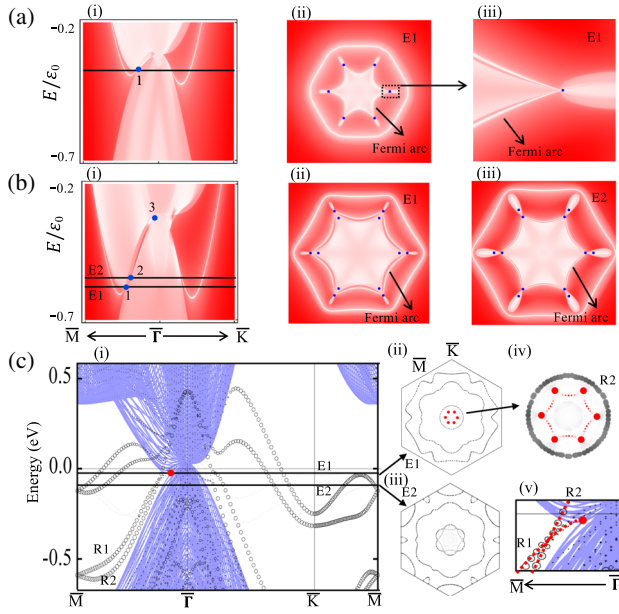 (a)
(i)
-0.2
E/ε0
-0.7
1
(ii)
E1
Fermi arc
(iii)
E1
Fermi arc
(b)
(i)
-0.2
E/ε0
-0.7
3
E2
2
E1
1
M̅ Γ̅ K̅
(ii)
E1
Fermi arc
(iii)
E2
Fermi arc
(c)
(i)
0.5
0.0
-0.5
Energy (eV)
E1
E2
R1
R2
M̅ Γ̅ K̅ M̅
(ii)
M̅ K̅
E1
(iii)
E2
(iv)
R2
(v)
R2
R1
M̅ Γ̅